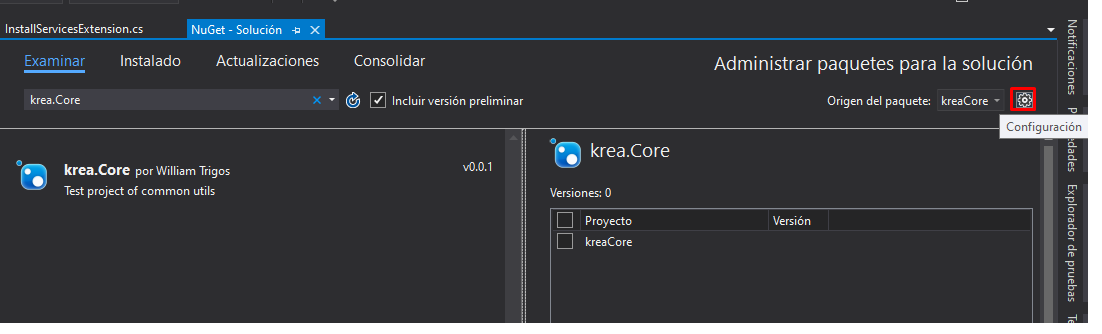 InstallServicesExtension.cs
NuGet - Solución
Examinar Instalado Actualizaciones Consolidar
Administrar paquetes para la solución
krea.Core
Incluir versión preliminar
Origen del paquete: kreaCore
Configuración
krea.Core por William Trigos
v0.0.1
Test project of common utils
krea.Core
Versiones: 0
Proyecto Versión
kreaCore
Notificaciones
Explorador de pruebas